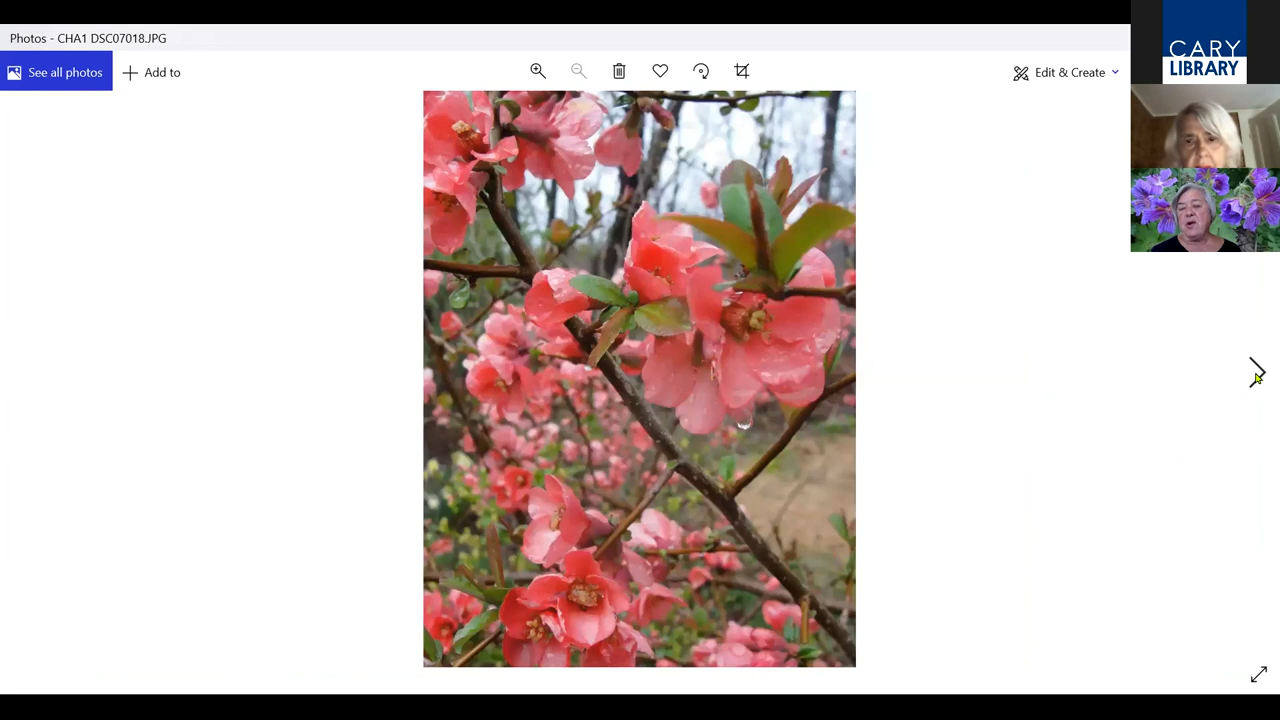 Photos - CHA1 DSC07018.JPG
See all photos
Add to
Edit & Create
CARY
LIBRARY